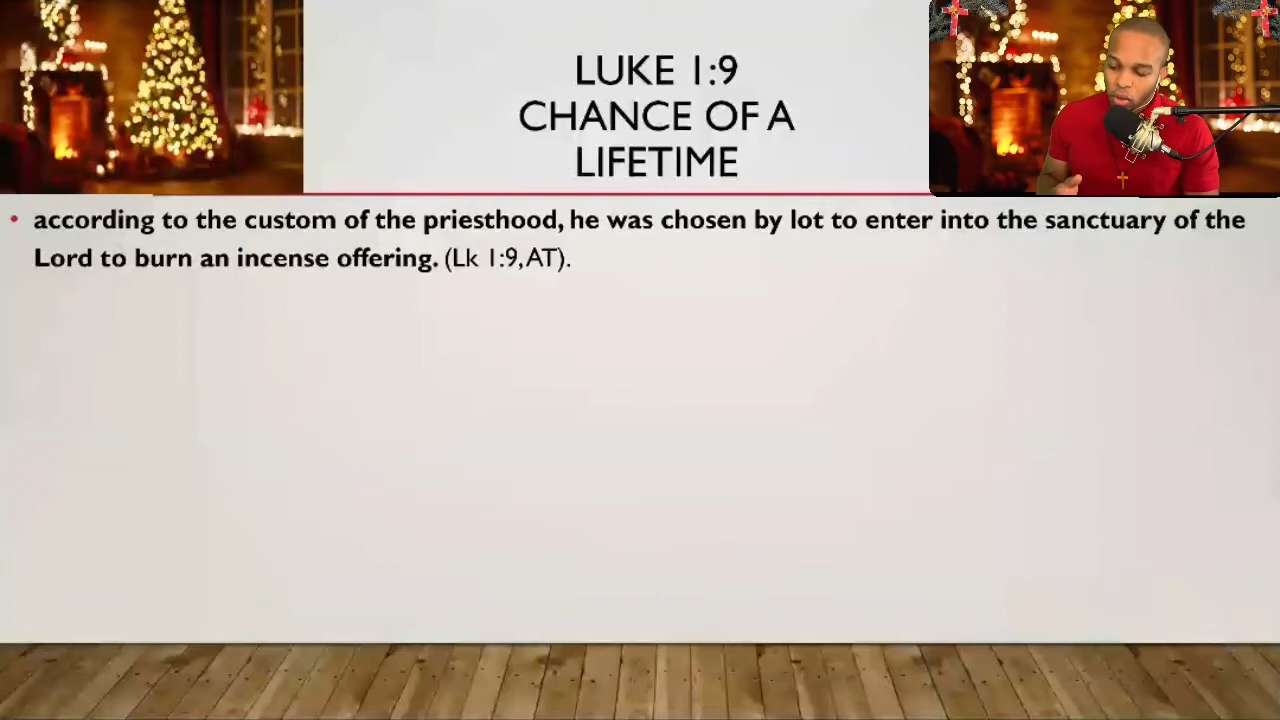 LUKE 1:9
CHANCE OF A
LIFETIME
• according to the custom of the priesthood, he was chosen by lot to enter into the sanctuary of the
Lord to burn an incense offering. (Lk 1:9, AT).